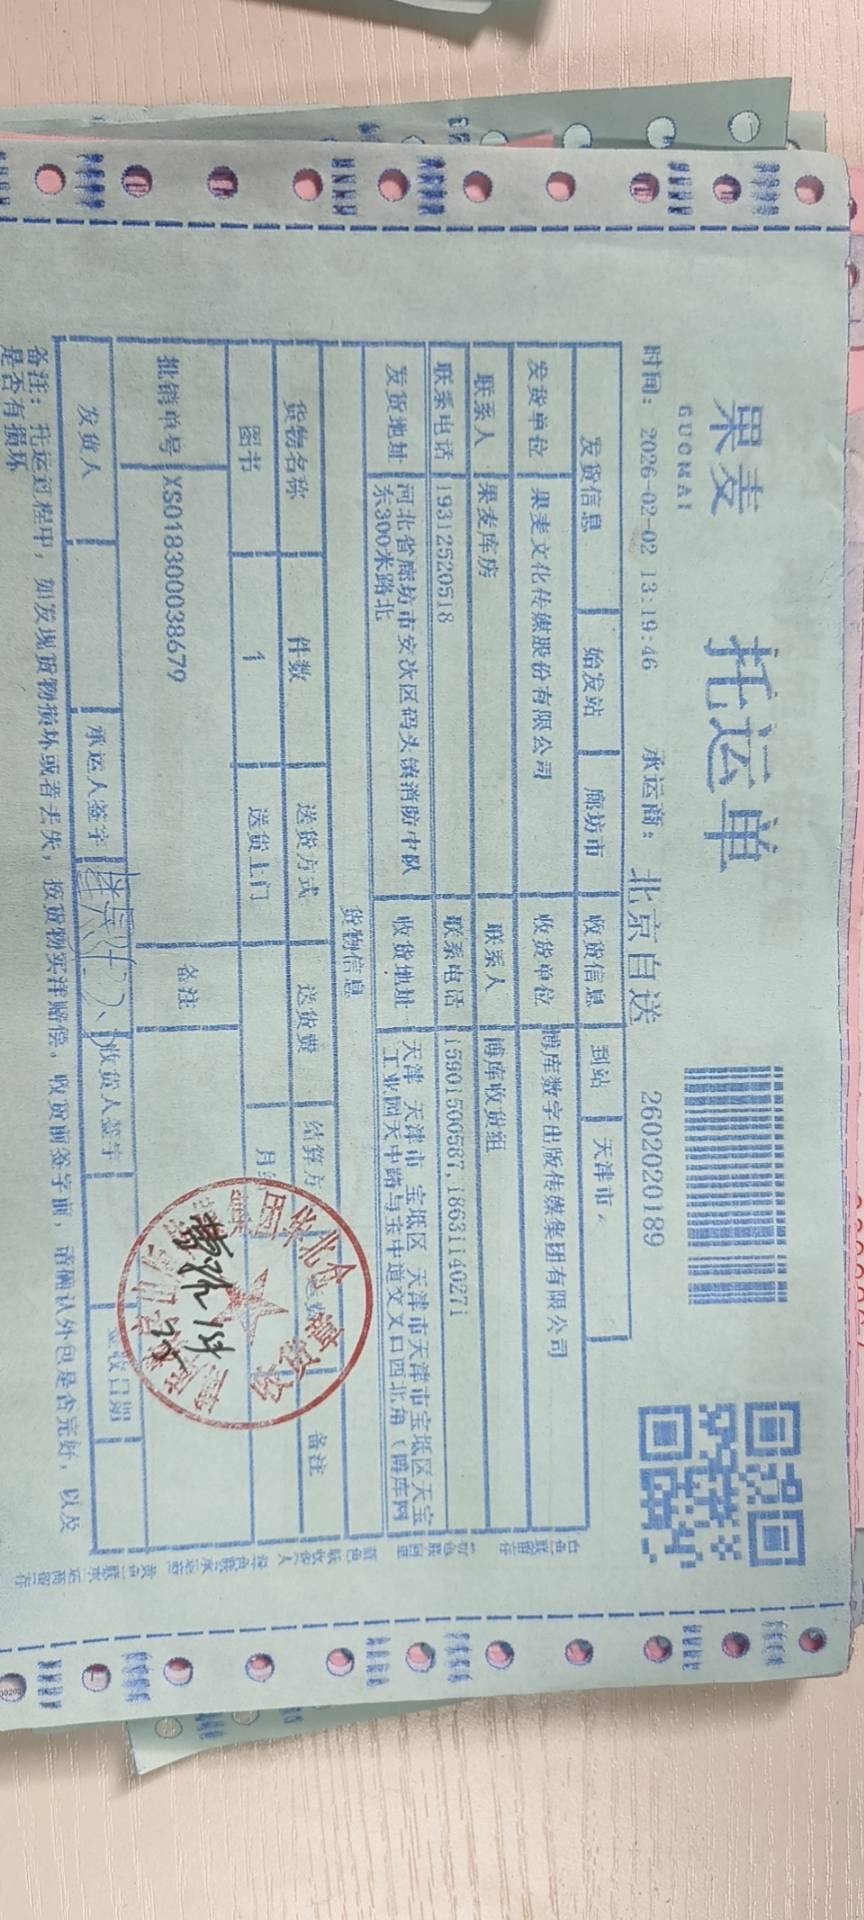 果麦
GUOMAI
托运单
时间: 2026-02-02 13:19:46 承运商: 北京自送 2602020189
发货信息 始发站 廊坊市 收货信息 到站 天津市
发货单位 果麦文化传媒股份有限公司 收货单位 博库数字出版传媒集团有限公司
联系人 果麦库房 联系人 博库收货组
联系电话 19312520518 联系电话 15901500587,18631140271
发货地址 河北省廊坊市安次区码头镇消防中队东300米路北 收货地址 天津 天津市 宝坻区 天津市天津市宝坻区天宝工业园天中路与宝中道交叉口西北角(博库网
货物信息
货物名称 件数 送货方式 送货费 结算方 备注
图书 1 送货上门 月
批销单号 XS018300038679 备注
发货人 承运人签字 收货人签字 签收日期
备注: 托运过程中, 如发现货物损坏或者丢失, 按货物实洋赔偿, 收货前签字前, 请确认外包是否完好, 以及
是否有损坏